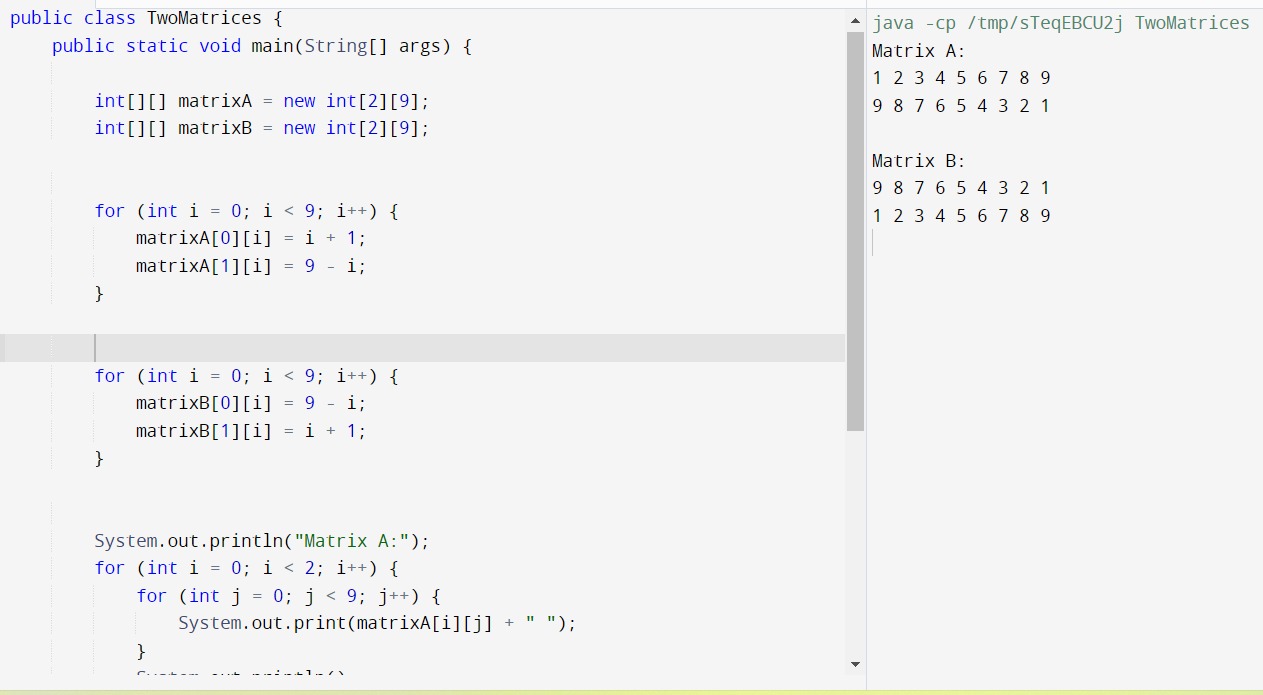 public class TwoMatrices {
public static void main(String[] args) {
int[][] matrixA = new int[2][9];
int[][] matrixB = new int[2][9];
for (int i = 0; i < 9; i++) {
matrixA[0][i] = i + 1;
matrixA[1][i] = 9 - i;
}
for (int i = 0; i < 9; i++) {
matrixB[0][i] = 9 - i;
matrixB[1][i] = i + 1;
}
System.out.println("Matrix A:");
for (int i = 0; i < 2; i++) {
for (int j = 0; j < 9; j++) {
System.out.print(matrixA[i][j] + " ");
}
System.out.println()
java -cp /tmp/sTeqEBCU2j TwoMatrices
Matrix A:
1 2 3 4 5 6 7 8 9
9 8 7 6 5 4 3 2 1
Matrix B:
9 8 7 6 5 4 3 2 1
1 2 3 4 5 6 7 8 9